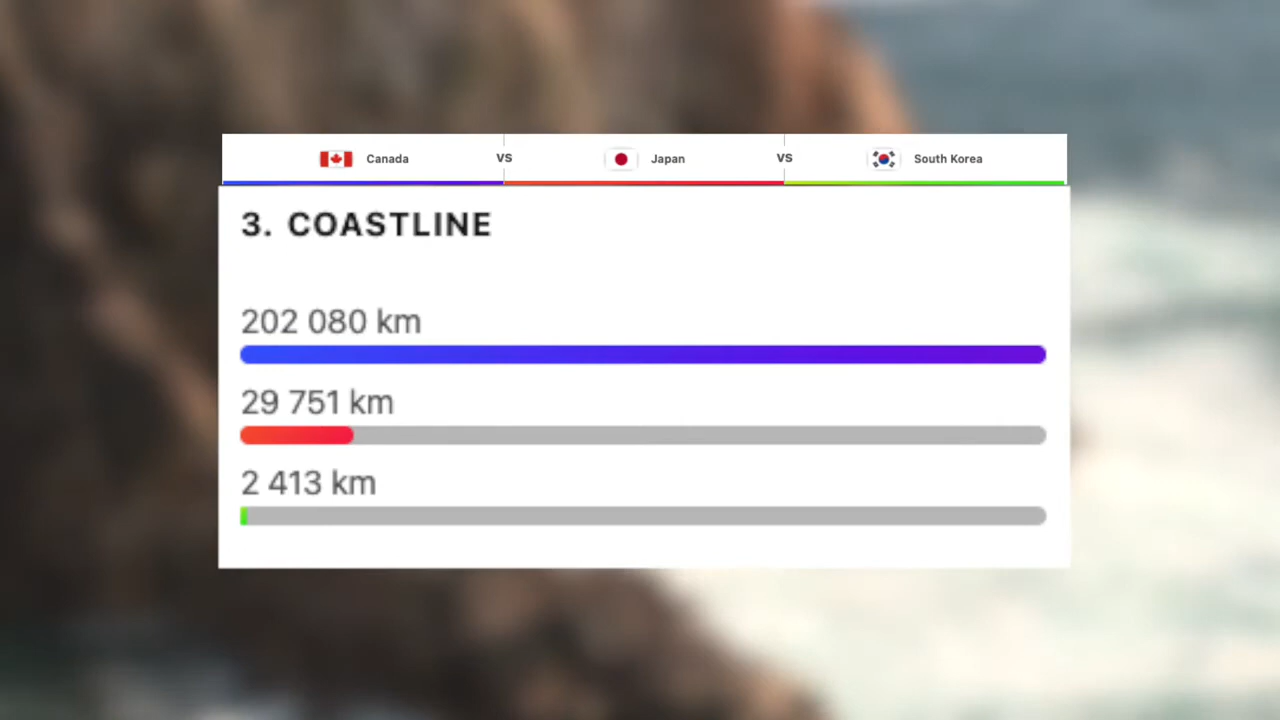 Canada VS Japan VS South Korea
3. COASTLINE
202 080 km
29 751 km
2 413 km